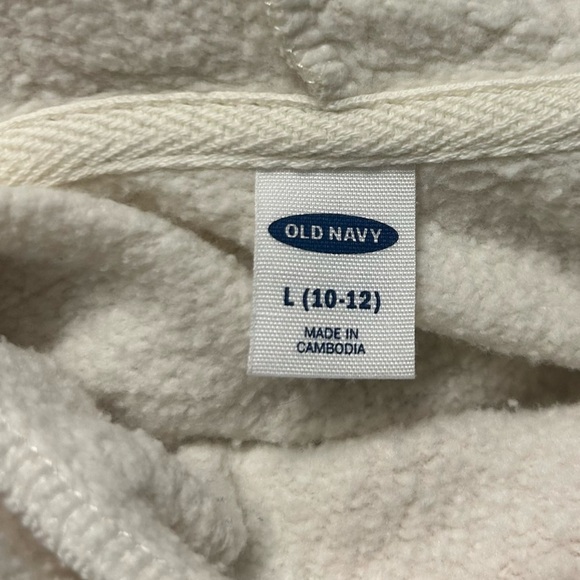 OLD NAVY
L (10-12)
MADE IN
CAMBODIA